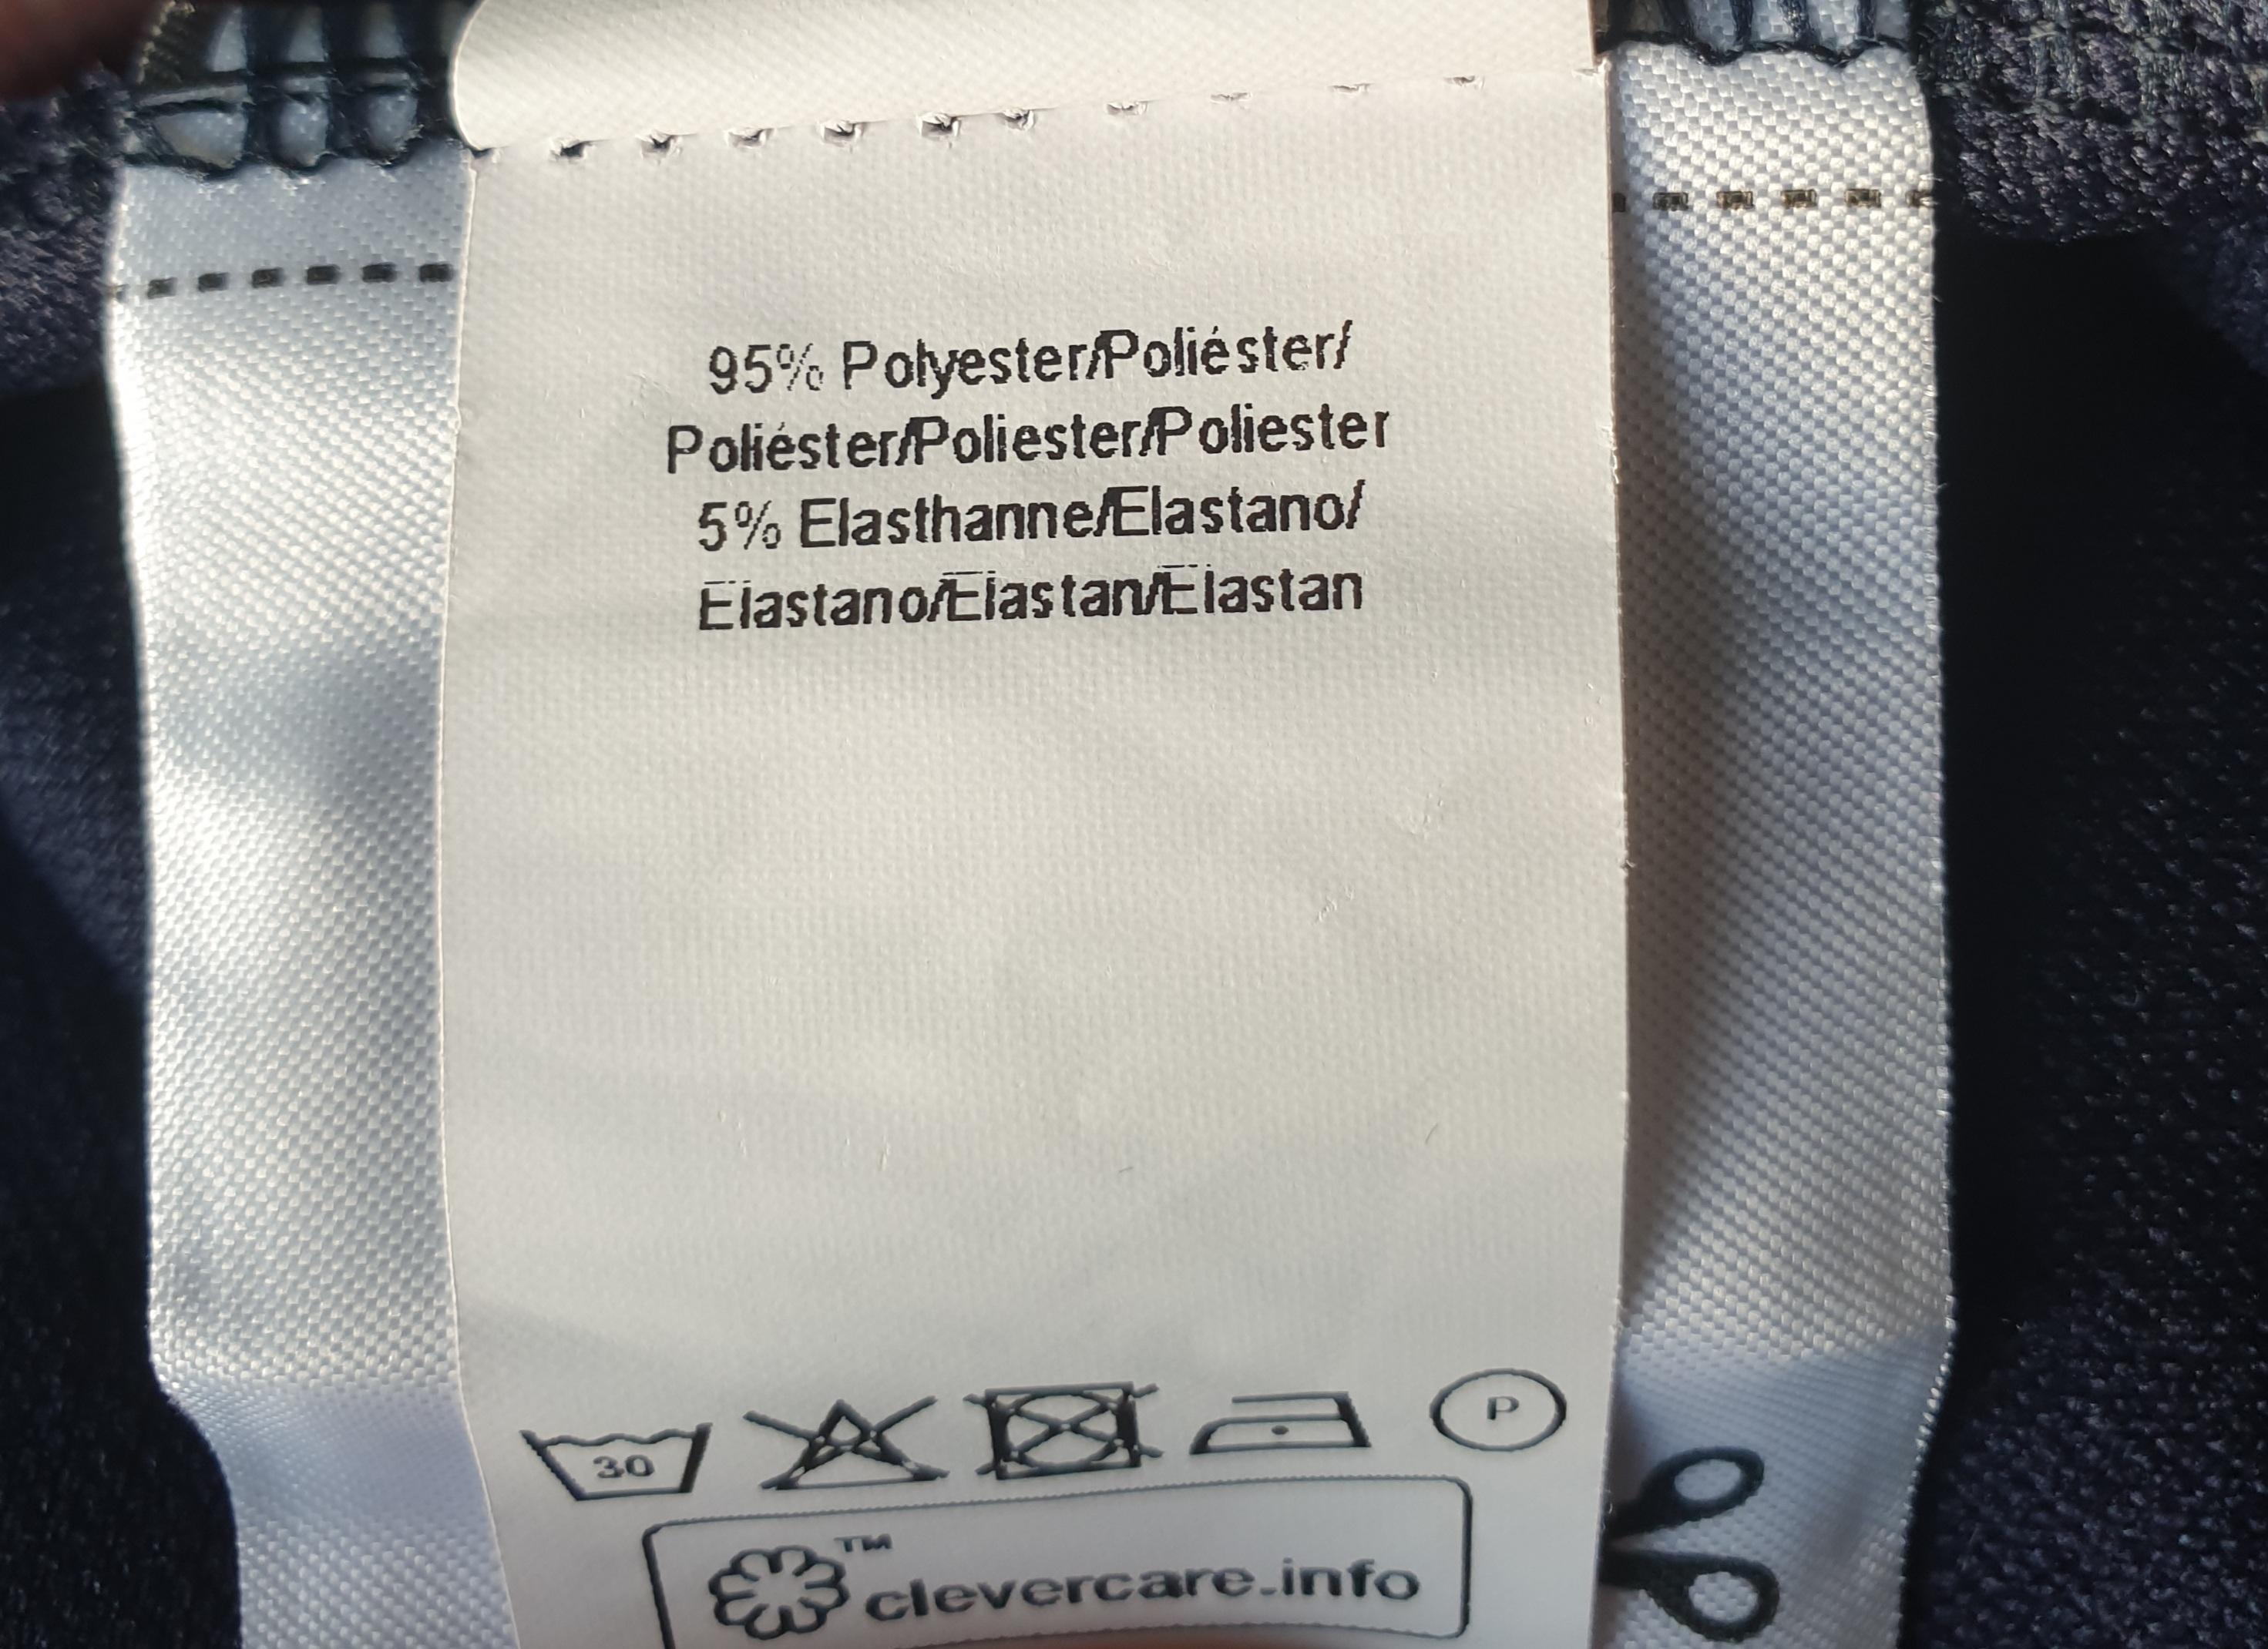 95% Polyester/Poliéster/
Poliéster/Poliester/Poliester
5% Elasthanne/Elastano/
Elastano/Elastan/Elastan
30
P
™
clevercare.info